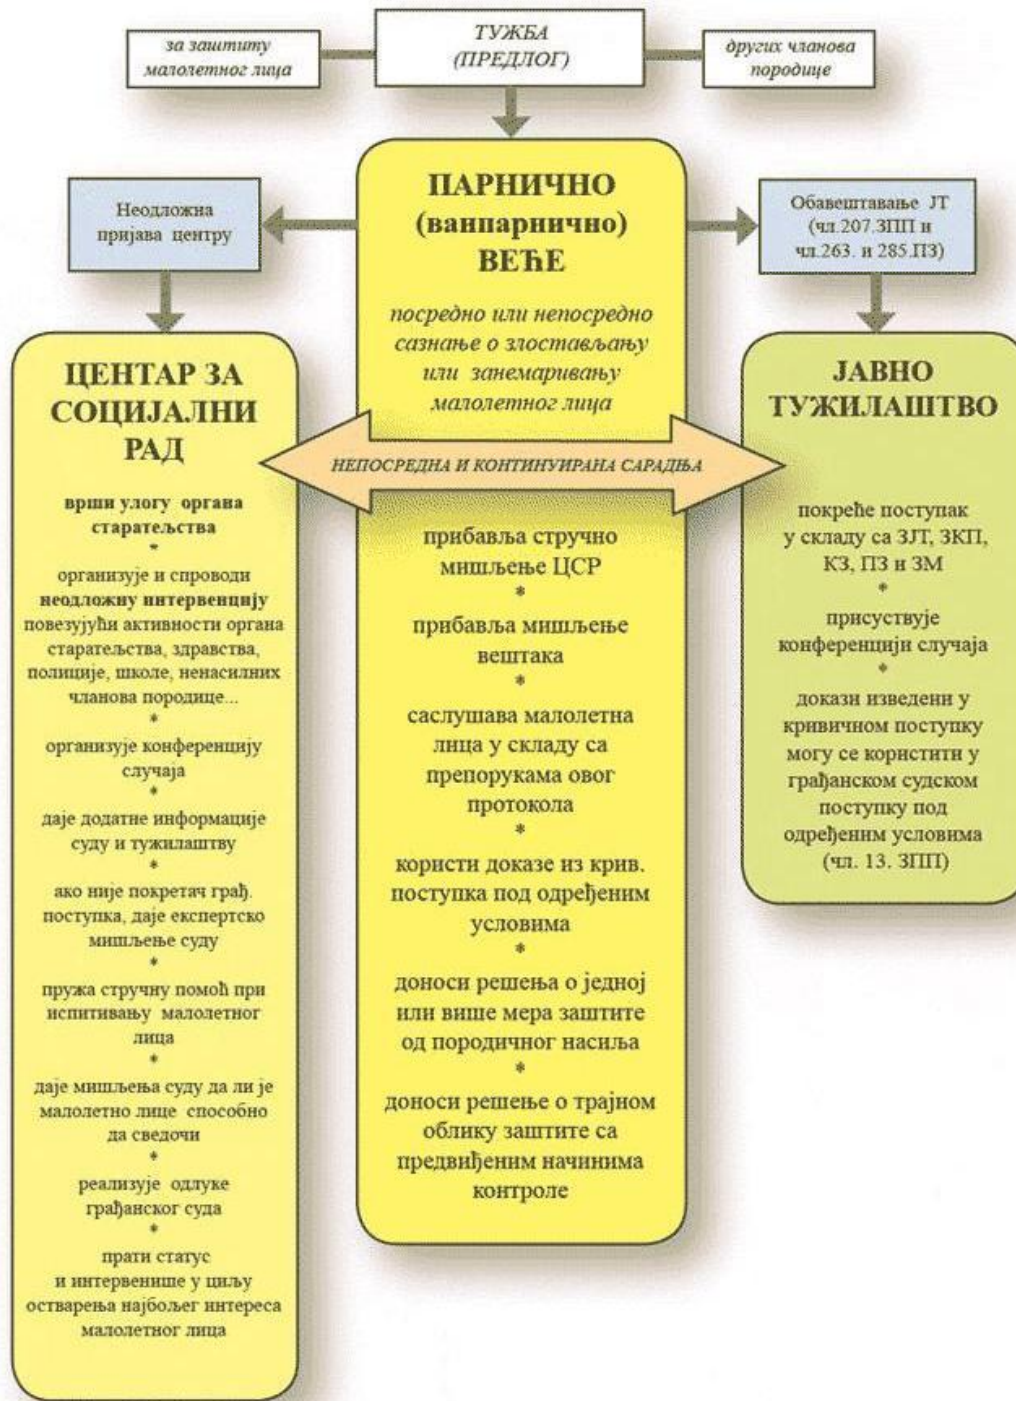 за заштиту
малолетног лица
ТУЖБА
(ПРЕДЛОГ)
других чланова
породице
Неодложна
пријава центру
ПАРНИЧНО
(ванпарнично)
ВЕЋЕ
посредно или непосредно
сазнање о злостављању
или занемаривању
малолетног лица
Обавештавање ЈТ
(чл.207.ЗПП и
чл.263. и 285.ПЗ)
НЕПОСРЕДНА И КОНТИНУИРАНА САРАДЊА
ЦЕНТАР ЗА
СОЦИЈАЛНИ
РАД
врши улогу органа
старатељства
*
организује и спроводи
неодложну интервенцију
повезујући активности органа
старатељства, здравства,
полиције, школе, ненасилних
чланова породице...
*
организује конференцију
случаја
*
даје додатне информације
суду и тужилаштву
*
ако није покретач грађ.
поступка, даје експертско
мишљење суду
*
пружа стручну помоћ при
испитивању малолетног
лица
*
даје мишљења суду да ли је
малолетно лице способно
да сведочи
*
реализује одлуке
грађанског суда
*
прати статус
и интервенише у циљу
остварења најбољег интереса
малолетног лица
прибавља стручно
мишљење ЦСР
*
прибавља мишљење
вештака
*
саслушава малолетна
лица у складу са
препорукама овог
протокола
*
користи доказе из крив.
поступка под одређеним
условима
*
доноси решења о једној
или више мера заштите
од породичног насиља
*
доноси решење о трајном
облику заштите са
предвиђеним начинима
контроле
ЈАВНО
ТУЖИЛАШТВО
покреће поступак
у складу са ЗЈТ, ЗКП,
КЗ, ПЗ и ЗМ
*
присуствује
конференцији случаја
*
докази изведени у
кривичном поступку
могу се користити у
грађанском судском
поступку под
одређеним условима
(чл. 13. ЗПП)